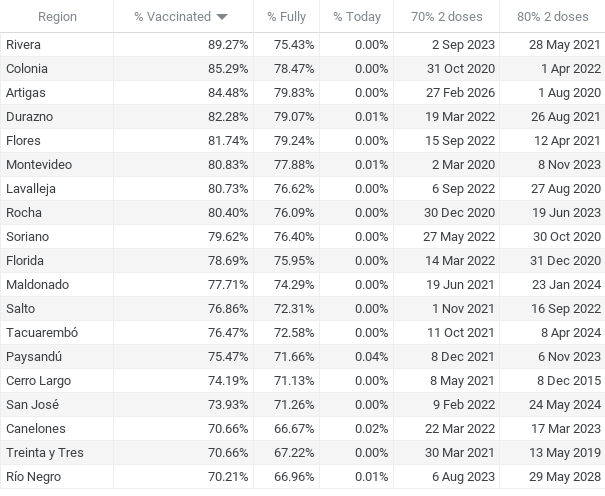 Region % Vaccinated % Fully % Today 70% 2 doses 80% 2 doses
Rivera 89.27% 75.43% 0.00% 2 Sep 2023 28 May 2021
Colonia 85.29% 78.47% 0.00% 31 Oct 2020 1 Apr 2022
Artigas 84.48% 79.83% 0.00% 27 Feb 2026 1 Aug 2020
Durazno 82.28% 79.07% 0.01% 19 Mar 2022 26 Aug 2021
Flores 81.74% 79.24% 0.00% 15 Sep 2022 12 Apr 2021
Montevideo 80.83% 77.88% 0.01% 2 Mar 2020 8 Nov 2023
Lavalleja 80.73% 76.62% 0.00% 6 Sep 2022 27 Aug 2020
Rocha 80.40% 76.09% 0.00% 30 Dec 2020 19 Jun 2023
Soriano 79.62% 76.40% 0.00% 27 May 2022 30 Oct 2020
Florida 78.69% 75.95% 0.00% 14 Mar 2022 31 Dec 2020
Maldonado 77.71% 74.29% 0.00% 19 Jun 2021 23 Jan 2024
Salto 76.86% 72.31% 0.00% 1 Nov 2021 16 Sep 2022
Tacuarembó 76.47% 72.58% 0.00% 11 Oct 2021 8 Apr 2024
Paysandú 75.47% 71.66% 0.04% 8 Dec 2021 6 Nov 2023
Cerro Largo 74.19% 71.13% 0.00% 8 May 2021 8 Dec 2015
San José 73.93% 71.26% 0.00% 9 Feb 2022 24 May 2024
Canelones 70.66% 66.67% 0.02% 22 Mar 2022 17 Mar 2023
Treinta y Tres 70.66% 67.22% 0.00% 30 Mar 2021 13 May 2019
Río Negro 70.21% 66.96% 0.01% 6 Aug 2023 29 May 2028